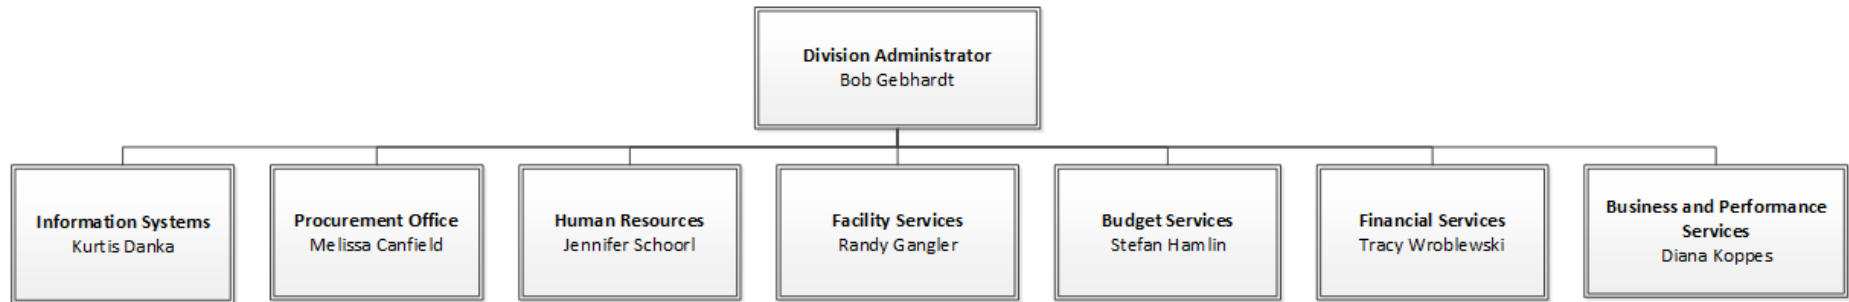 Division Administrator
Bob Gebhardt
Information Systems
Kurtis Danka
Procurement Office
Melissa Canfield
Human Resources
Jennifer Schoorl
Facility Services
Randy Gangler
Budget Services
Stefan Hamlin
Financial Services
Tracy Wroblewski
Business and Performance
Services
Diana Koppes